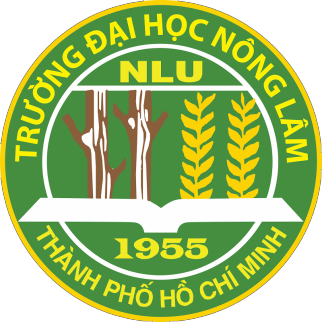 TRƯỜNG ĐẠI HỌC NÔNG LÂM
NLU
1955
THÀNH PHỐ HỒ CHÍ MINH